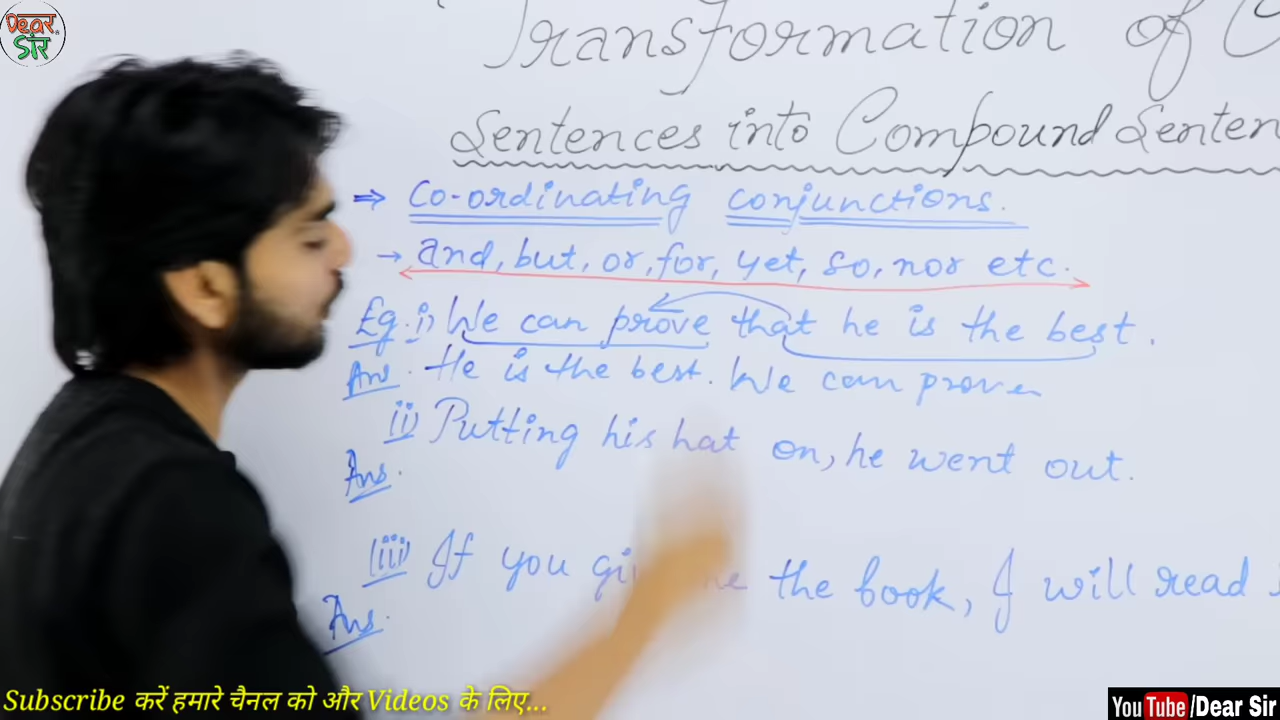 Dear
सर
Transformation of C
Sentences into Compound Senten
⇒ Co-ordinating conjunctions.
→ and, but, or, for, yet, so, nor etc.
Eg. i) We can prove that he is the best.
Ans. He is the best. We can prove
ii) Putting his hat on, he went out.
Ans.
(iii) If you gi the book, I will read
Ans.
Subscribe करें हमारे चैनल को और Videos के लिए...
YouTube /Dear Sir